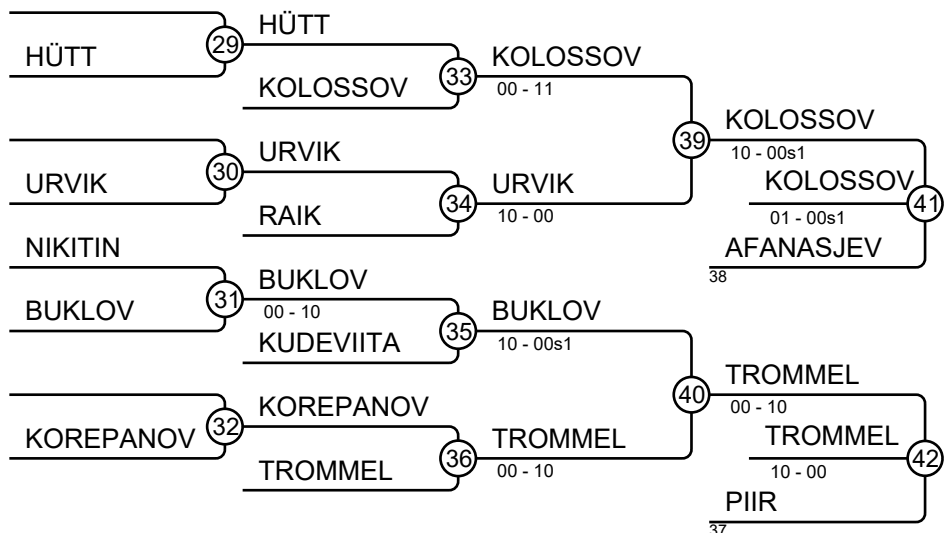 HÜTT
29
HÜTT
KOLOSSOV
33
KOLOSSOV
00 - 11
URVIK
30
URVIK
RAIK
34
URVIK
10 - 00
39
KOLOSSOV
10 - 00s1
KOLOSSOV
01 - 00s1
41
AFANASJEV
38
NIKITIN
BUKLOV
31
BUKLOV
00 - 10
KUDEVIITA
35
BUKLOV
10 - 00s1
KOREPANOV
32
KOREPANOV
TROMMEL
36
TROMMEL
00 - 10
40
TROMMEL
00 - 10
TROMMEL
10 - 00
42
PIIR
37